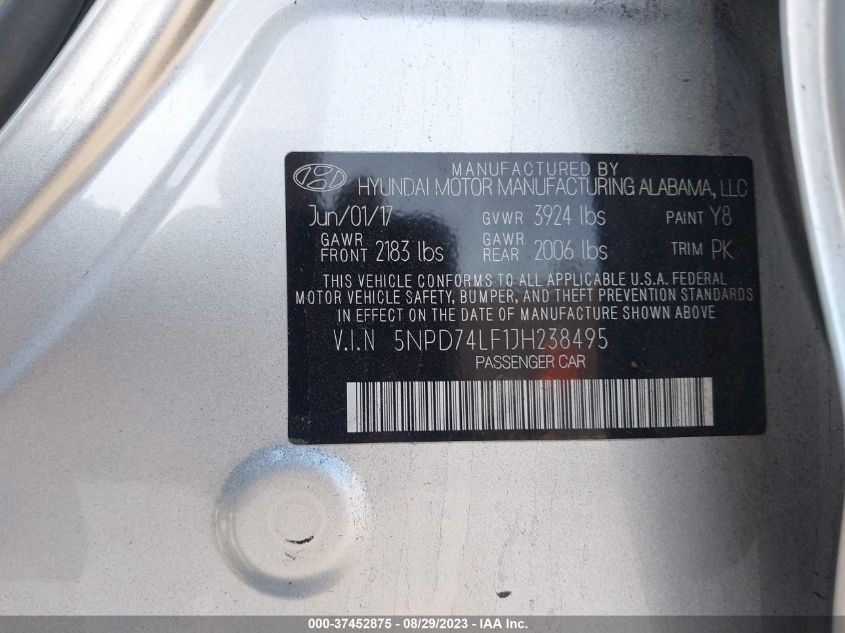 MANUFACTURED BY
HYUNDAI MOTOR MANUFACTURING ALABAMA, LLC
Jun/01/17 GVWR 3924 lbs PAINT Y8
GAWR FRONT 2183 lbs GAWR REAR 2006 lbs TRIM PK
THIS VEHICLE CONFORMS TO ALL APPLICABLE U.S.A. FEDERAL
MOTOR VEHICLE SAFETY, BUMPER, AND THEFT PREVENTION STANDARDS
IN EFFECT ON THE DATE OF MANUFACTURE SHOWN ABOVE
V.I.N 5NPD74LF1JH238495
PASSENGER CAR
000-37452875 - 08/29/2023 - IAA Inc.